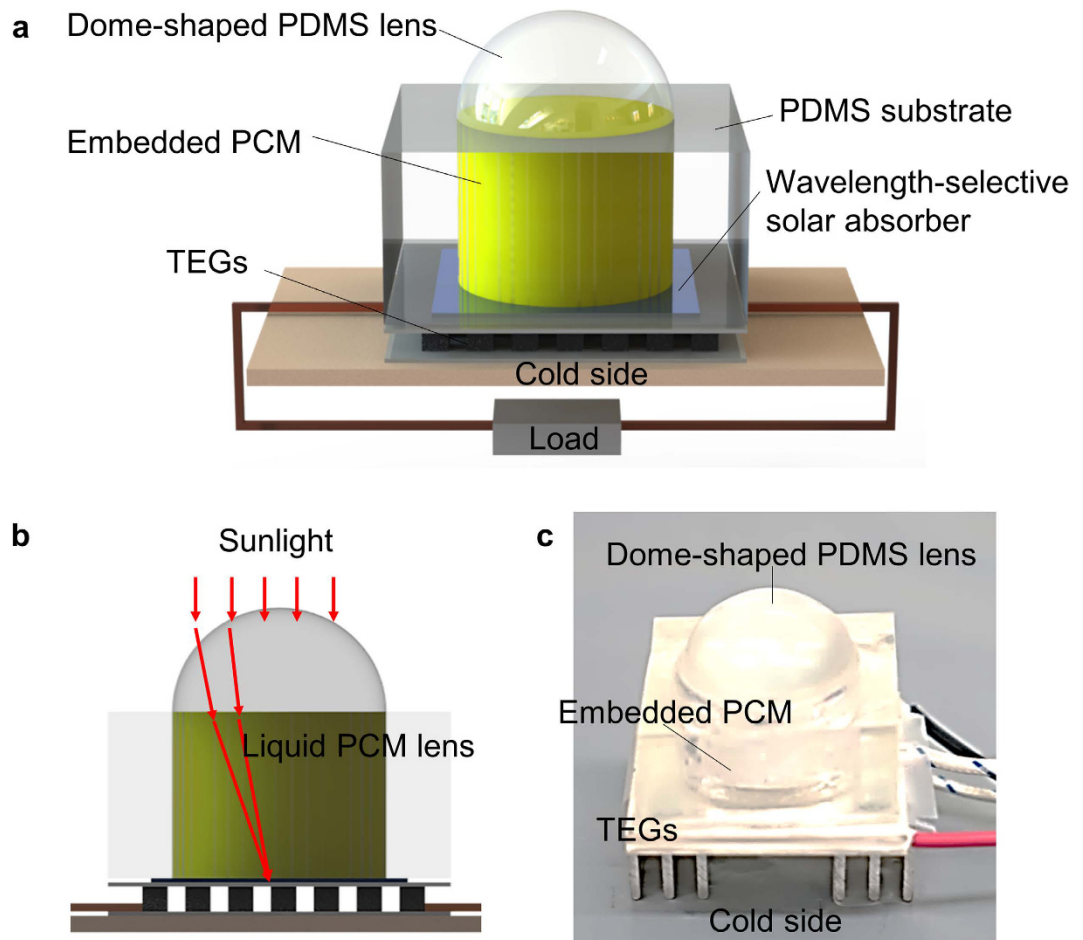 a
Dome-shaped PDMS lens
Embedded PCM
PDMS substrate
Wavelength-selective
solar absorber
TEGs
Cold side
Load
b
Sunlight
Liquid PCM lens
c
Dome-shaped PDMS lens
Embedded PCM
TEGs
Cold side